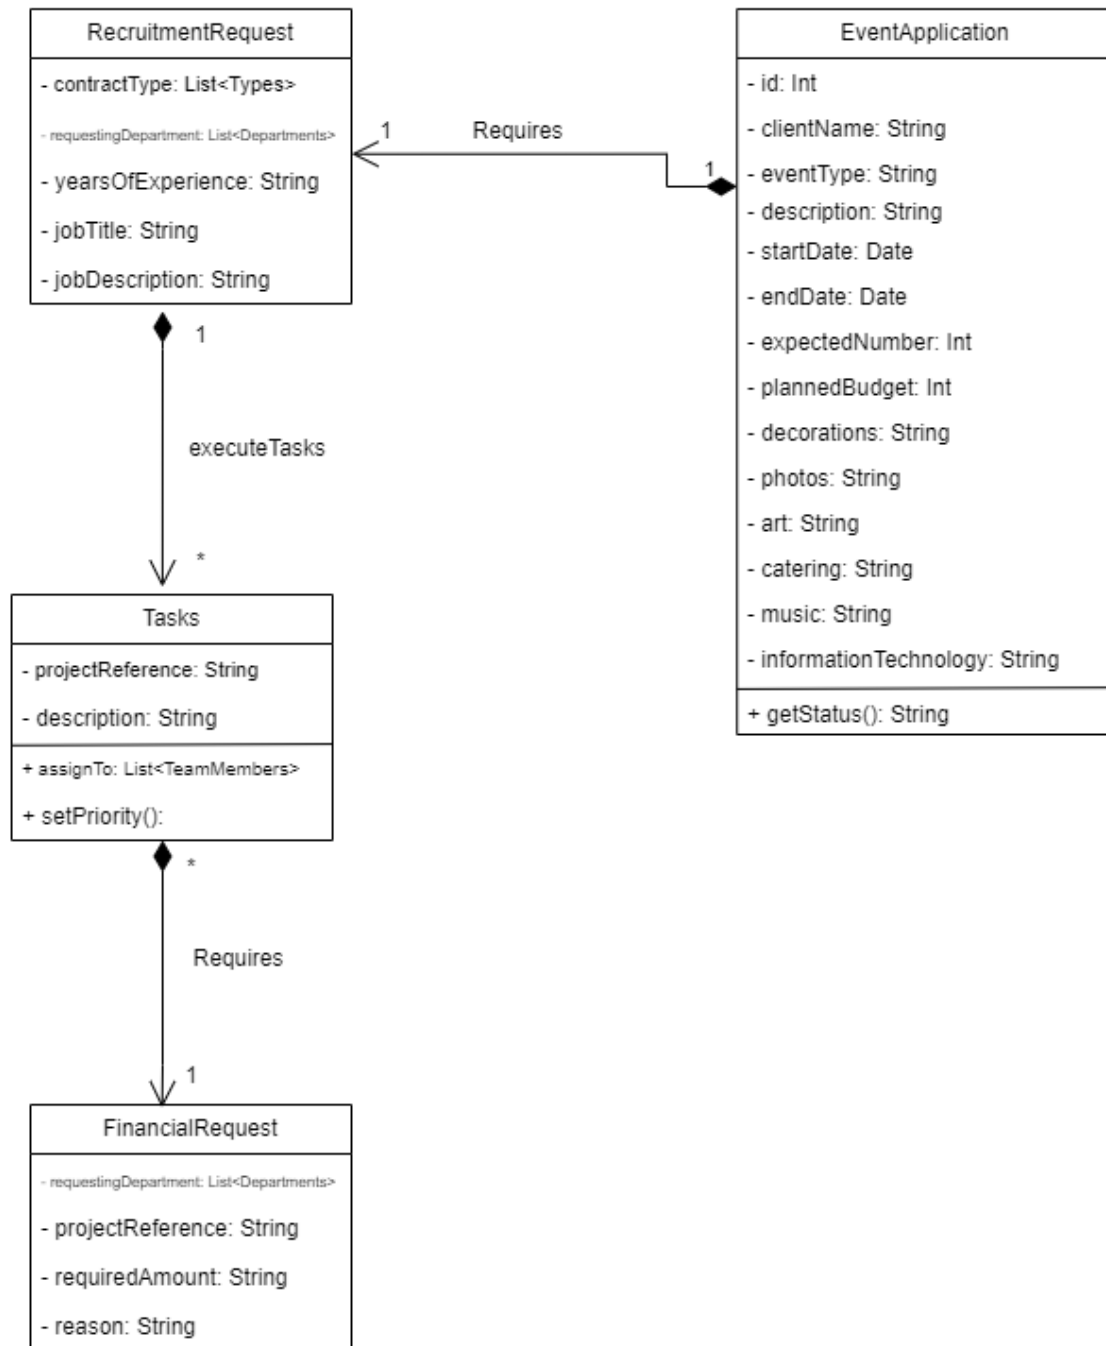 RecruitmentRequest
- contractType: List<Types>
- requestingDepartment: List<Departments>
- yearsOfExperience: String
- jobTitle: String
- jobDescription: String
1
Requires
1
EventApplication
- id: Int
- clientName: String
- eventType: String
- description: String
- startDate: Date
- endDate: Date
- expectedNumber: Int
- plannedBudget: Int
- decorations: String
- photos: String
- art: String
- catering: String
- music: String
- informationTechnology: String
+ getStatus(): String
1
executeTasks
*
Tasks
- projectReference: String
- description: String
+ assignTo: List<TeamMembers>
+ setPriority():
*
Requires
1
FinancialRequest
- requestingDepartment: List<Departments>
- projectReference: String
- requiredAmount: String
- reason: String